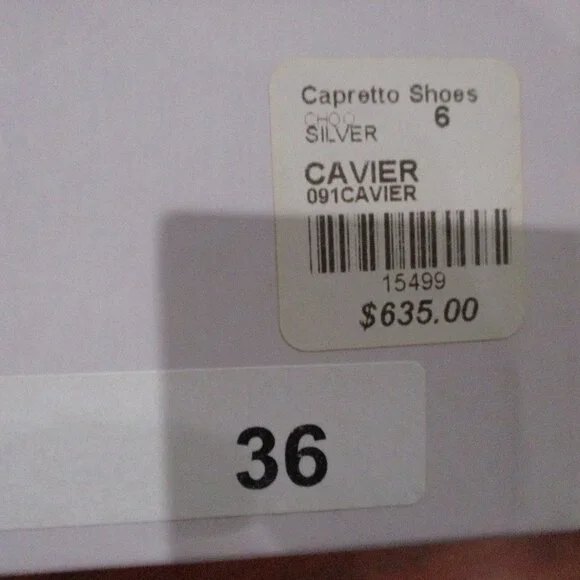 Capretto Shoes
CHOO 6
SILVER
CAVIER
091CAVIER
15499
$635.00
36